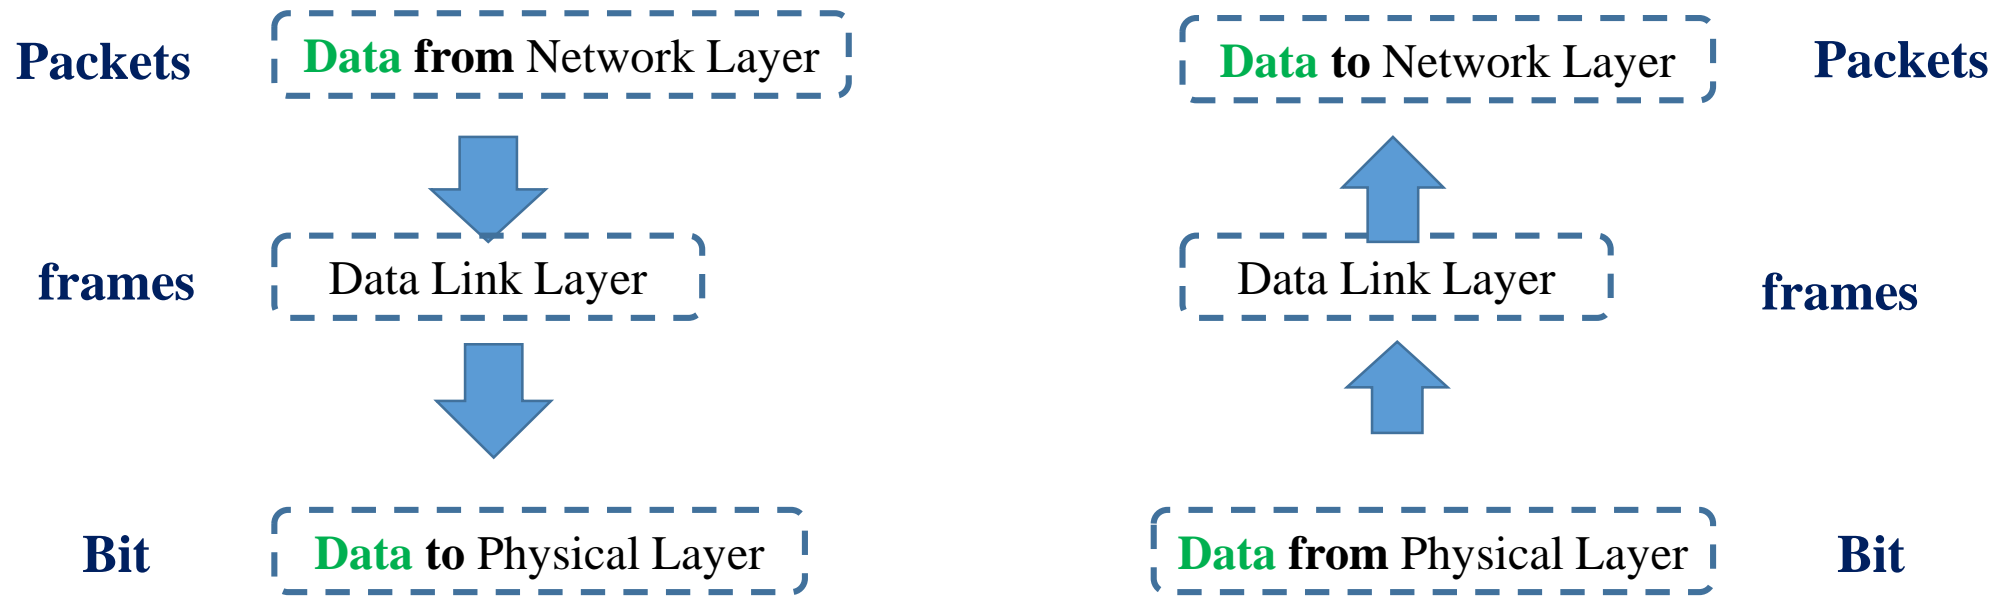 Packets
Data from Network Layer
Data to Network Layer
Packets
frames
Data Link Layer
Data Link Layer
frames
Bit
Data to Physical Layer
Data from Physical Layer
Bit